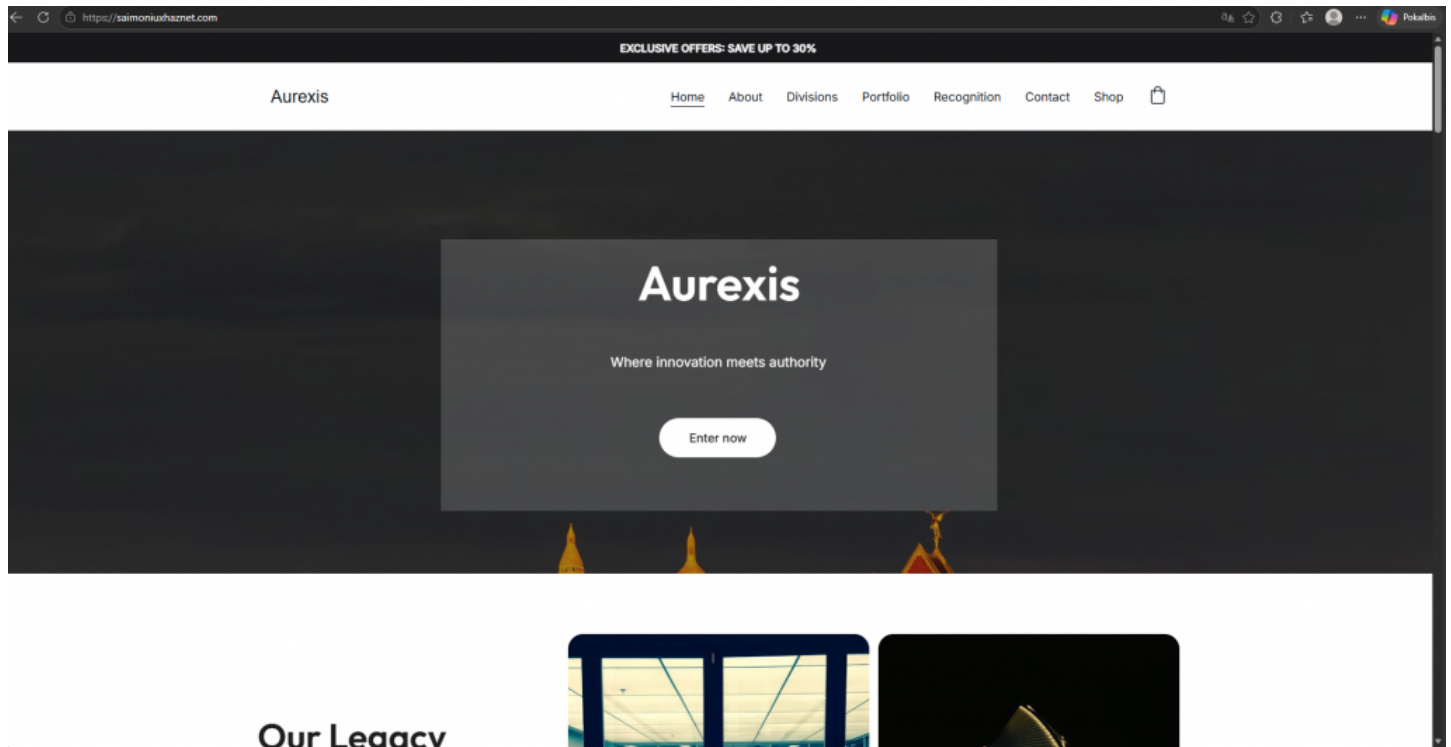 https://saimoniuxhaznet.com
Pokalbis
EXCLUSIVE OFFERS: SAVE UP TO 30%
Aurexis
Home About Divisions Portfolio Recognition Contact Shop
Aurexis
Where innovation meets authority
Enter now
Our Legacy